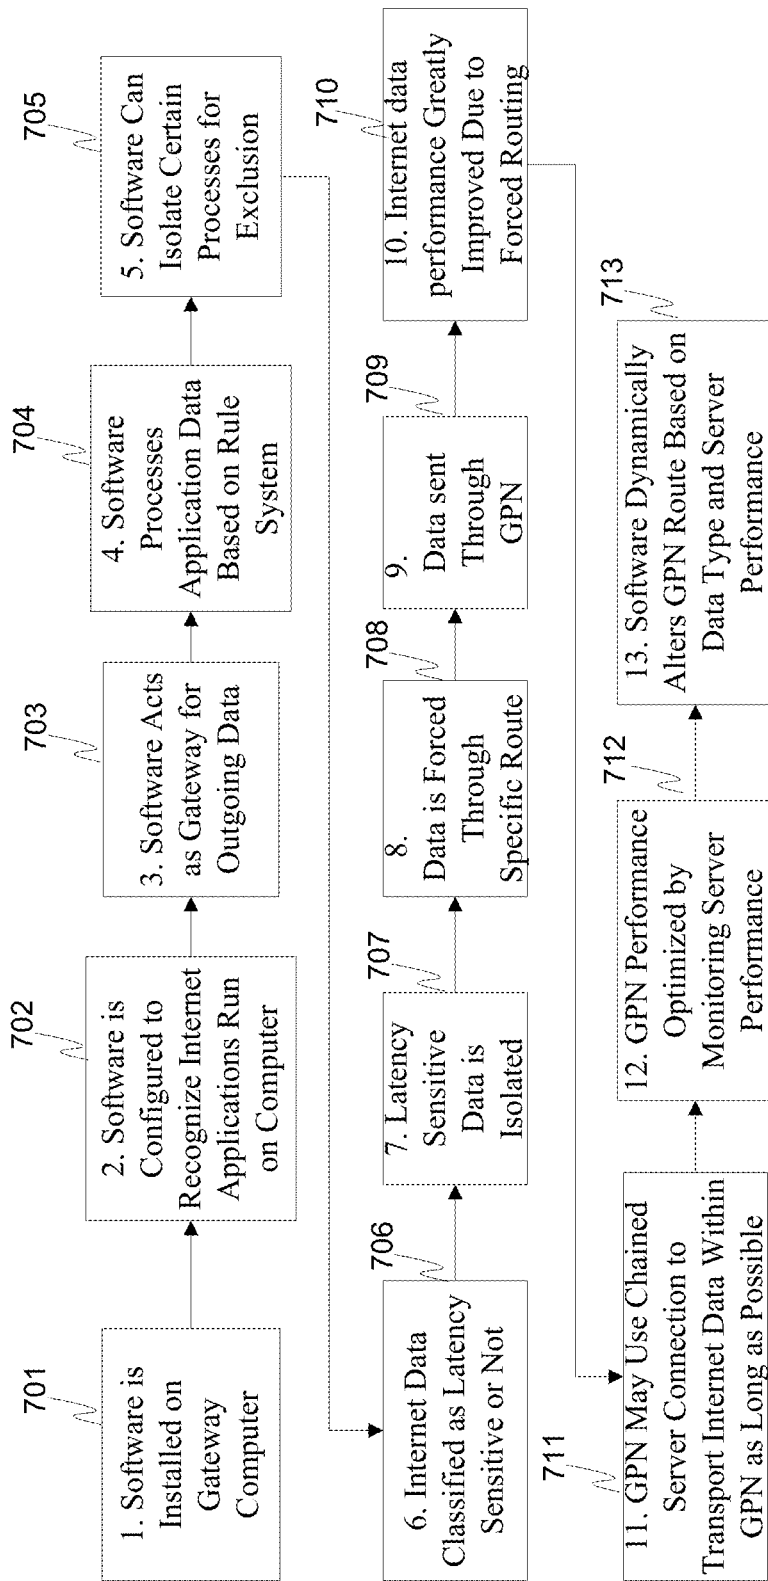 701
1. Software is
Installed on
Gateway
Computer
702
2. Software is
Configured to
Recognize Internet
Applications Run
on Computer
703
3. Software Acts
as Gateway for
Outgoing Data
704
4. Software
Processes
Application Data
Based on Rule
System
705
5. Software Can
Isolate Certain
Processes for
Exclusion
706
6. Internet Data
Classified as Latency
Sensitive or Not
707
7. Latency
Sensitive
Data is
Isolated
708
8.
Data is Forced
Through
Specific Route
709
9.
Data sent
Through
GPN
710
10. Internet data
performance Greatly
Improved Due to
Forced Routing
711
11. GPN May Use Chained
Server Connection to
Transport Internet Data Within
GPN as Long as Possible
712
12. GPN Performance
Optimized by
Monitoring Server
Performance
713
13. Software Dynamically
Alters GPN Route Based on
Data Type and Server
Performance